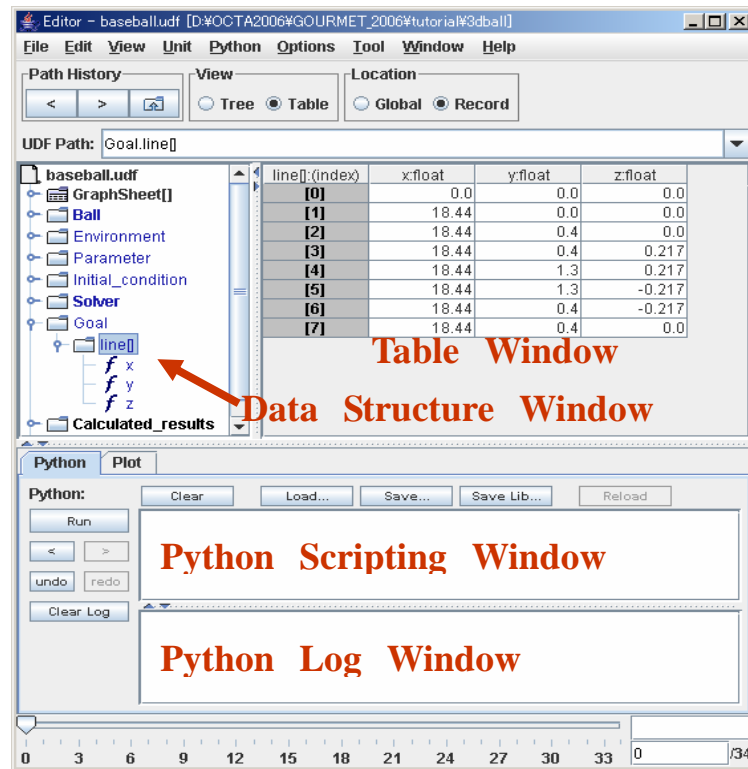 Editor - baseball.udf [D:¥OCTA2006¥GOURMET_2006¥tutorial¥3dball]
File Edit View Unit Python Options Tool Window Help
Path History View Location
< > Tree Table Global Record
UDF Path: Goal.line[]
baseball.udf
GraphSheet[]
Ball
Environment
Parameter
Initial_condition
Solver
Goal
line[]
f x
f y
f z
Calculated_results
line[]:(index) x:float y:float z:float
[0] 0.0 0.0 0.0
[1] 18.44 0.0 0.0
[2] 18.44 0.4 0.0
[3] 18.44 0.4 0.217
[4] 18.44 1.3 0.217
[5] 18.44 1.3 -0.217
[6] 18.44 0.4 -0.217
[7] 18.44 0.4 0.0
Table Window
Data Structure Window
Python Plot
Python: Clear Load... Save... Save Lib... Reload
Run
< >
undo redo
Clear Log
Python Scripting Window
Python Log Window
0 3 6 9 12 15 18 21 24 27 30 33 0 /34